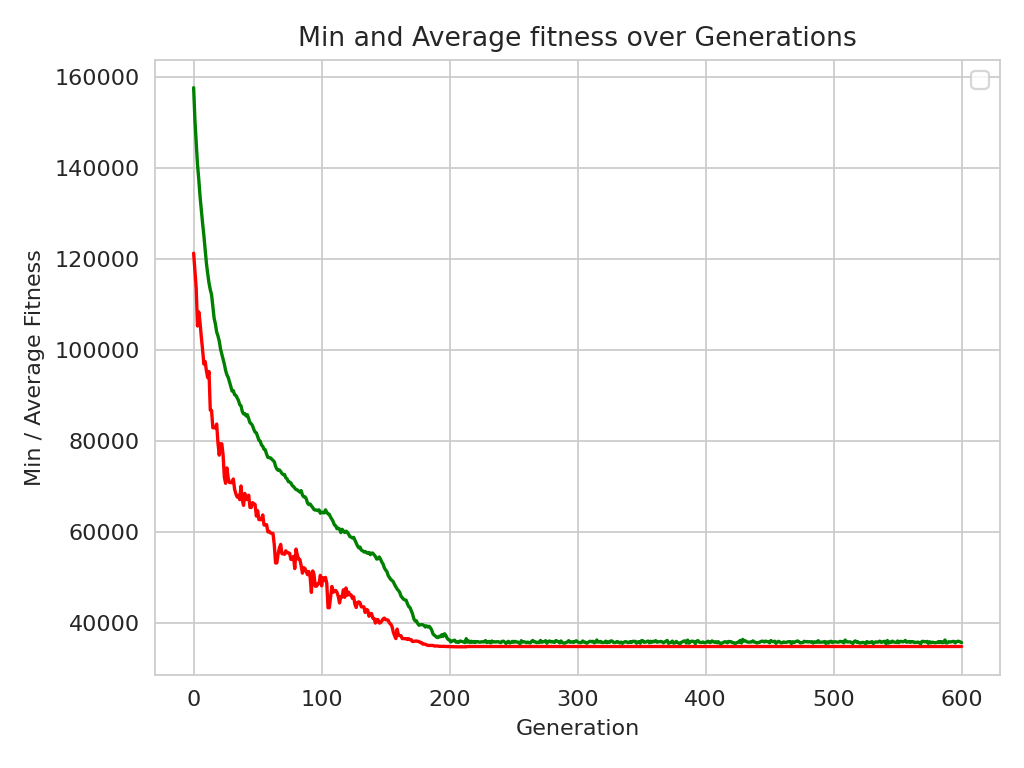 Min and Average fitness over Generations
160000
140000
120000
100000
80000
60000
40000
Min / Average Fitness
0 100 200 300 400 500 600
Generation